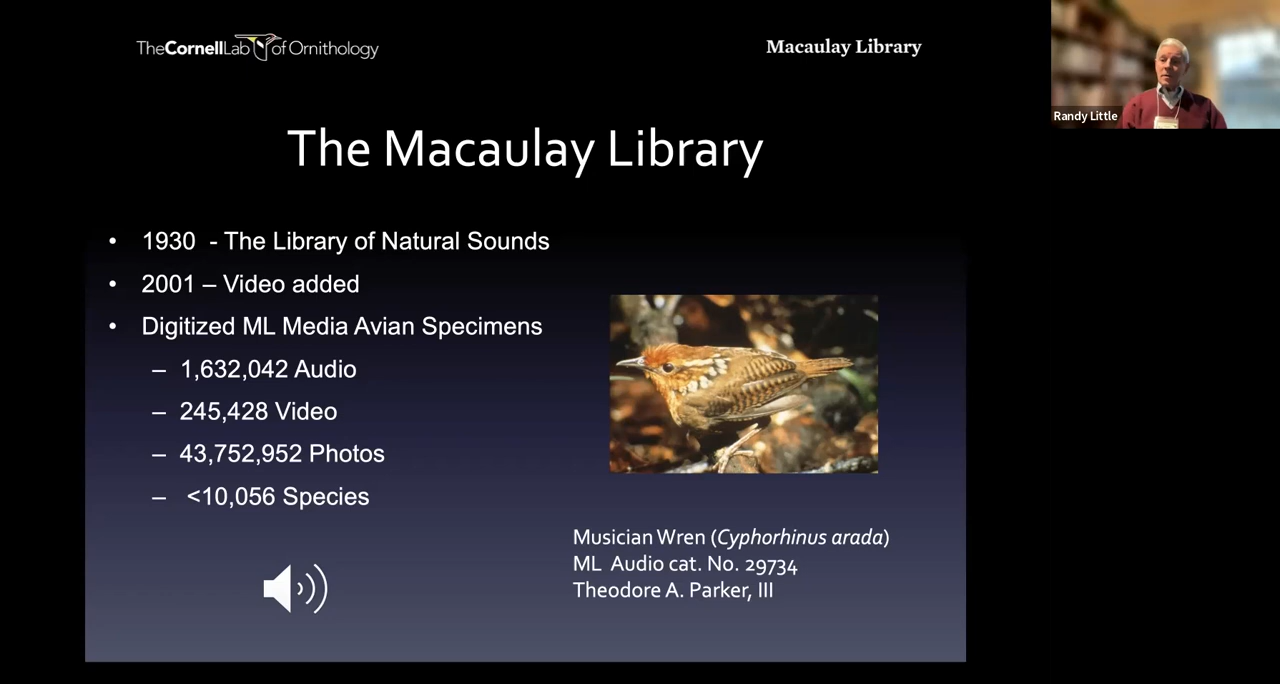 TheCornellLab of Ornithology
Macaulay Library
Randy Little
The Macaulay Library
• 1930 - The Library of Natural Sounds
• 2001 – Video added
• Digitized ML Media Avian Specimens
– 1,632,042 Audio
– 245,428 Video
– 43,752,952 Photos
– <10,056 Species
Musician Wren (Cyphorhinus arada)
ML Audio cat. No. 29734
Theodore A. Parker, III